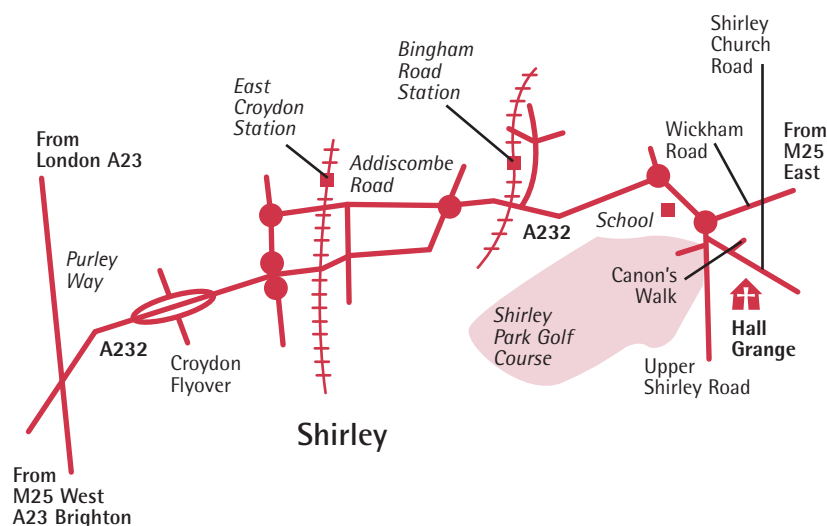 Shirley
Church
Road
Bingham
Road
Station
East
Croydon
Station
Wickham
Road
From
M25
East
From
London A23
Addiscombe
Road
School
A232
Purley
Way
Canon's
Walk
Shirley
Park Golf
Course
Hall
Grange
A232
Croydon
Flyover
Upper
Shirley Road
Shirley
From
M25 West
A23 Brighton